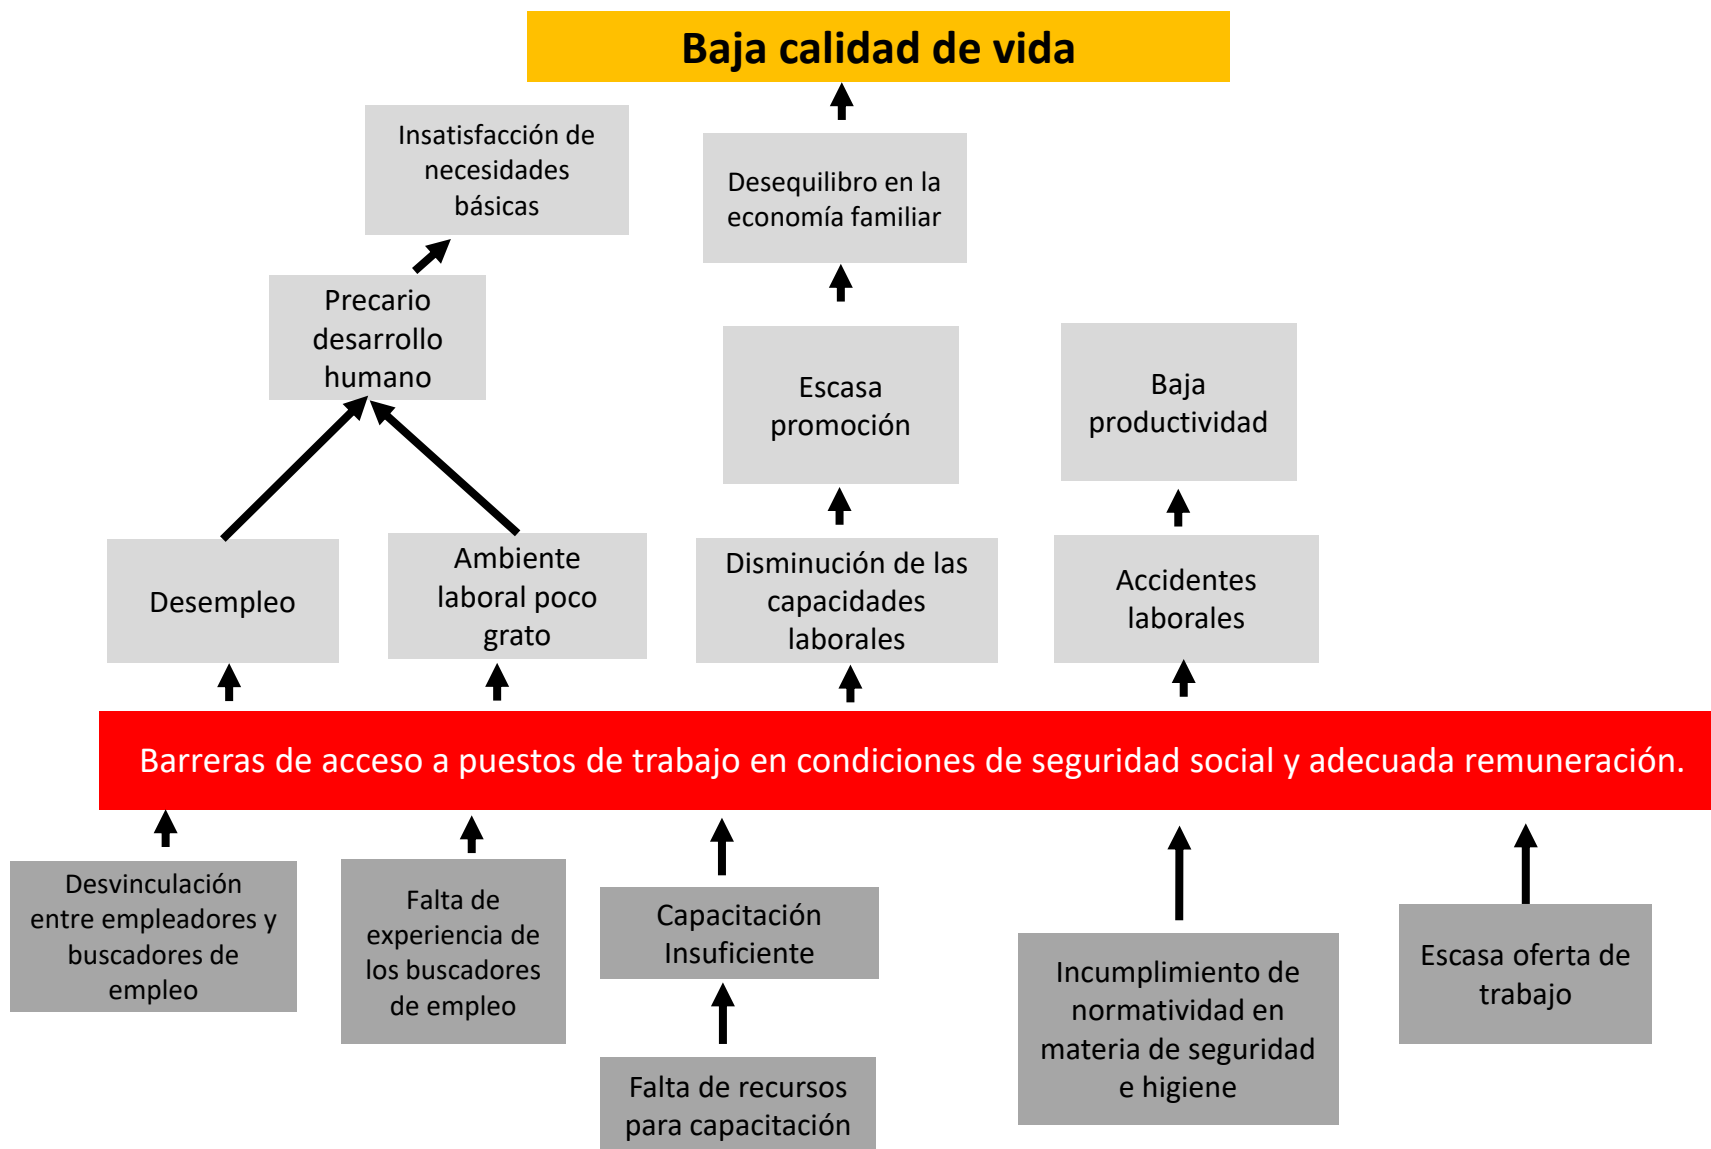 Baja calidad de vida
Insatisfacción de
necesidades
básicas
Desequilibro en la
economía familiar
Precario
desarrollo
humano
Escasa
promoción
Baja
productividad
Desempleo
Ambiente
laboral poco
grato
Disminución de las
capacidades
laborales
Accidentes
laborales
Barreras de acceso a puestos de trabajo en condiciones de seguridad social y adecuada remuneración.
Desvinculación
entre empleadores y
buscadores de
empleo
Falta de
experiencia de
los buscadores
de empleo
Capacitación
Insuficiente
Incumplimiento de
normatividad en
materia de seguridad
e higiene
Escasa oferta de
trabajo
Falta de recursos
para capacitación